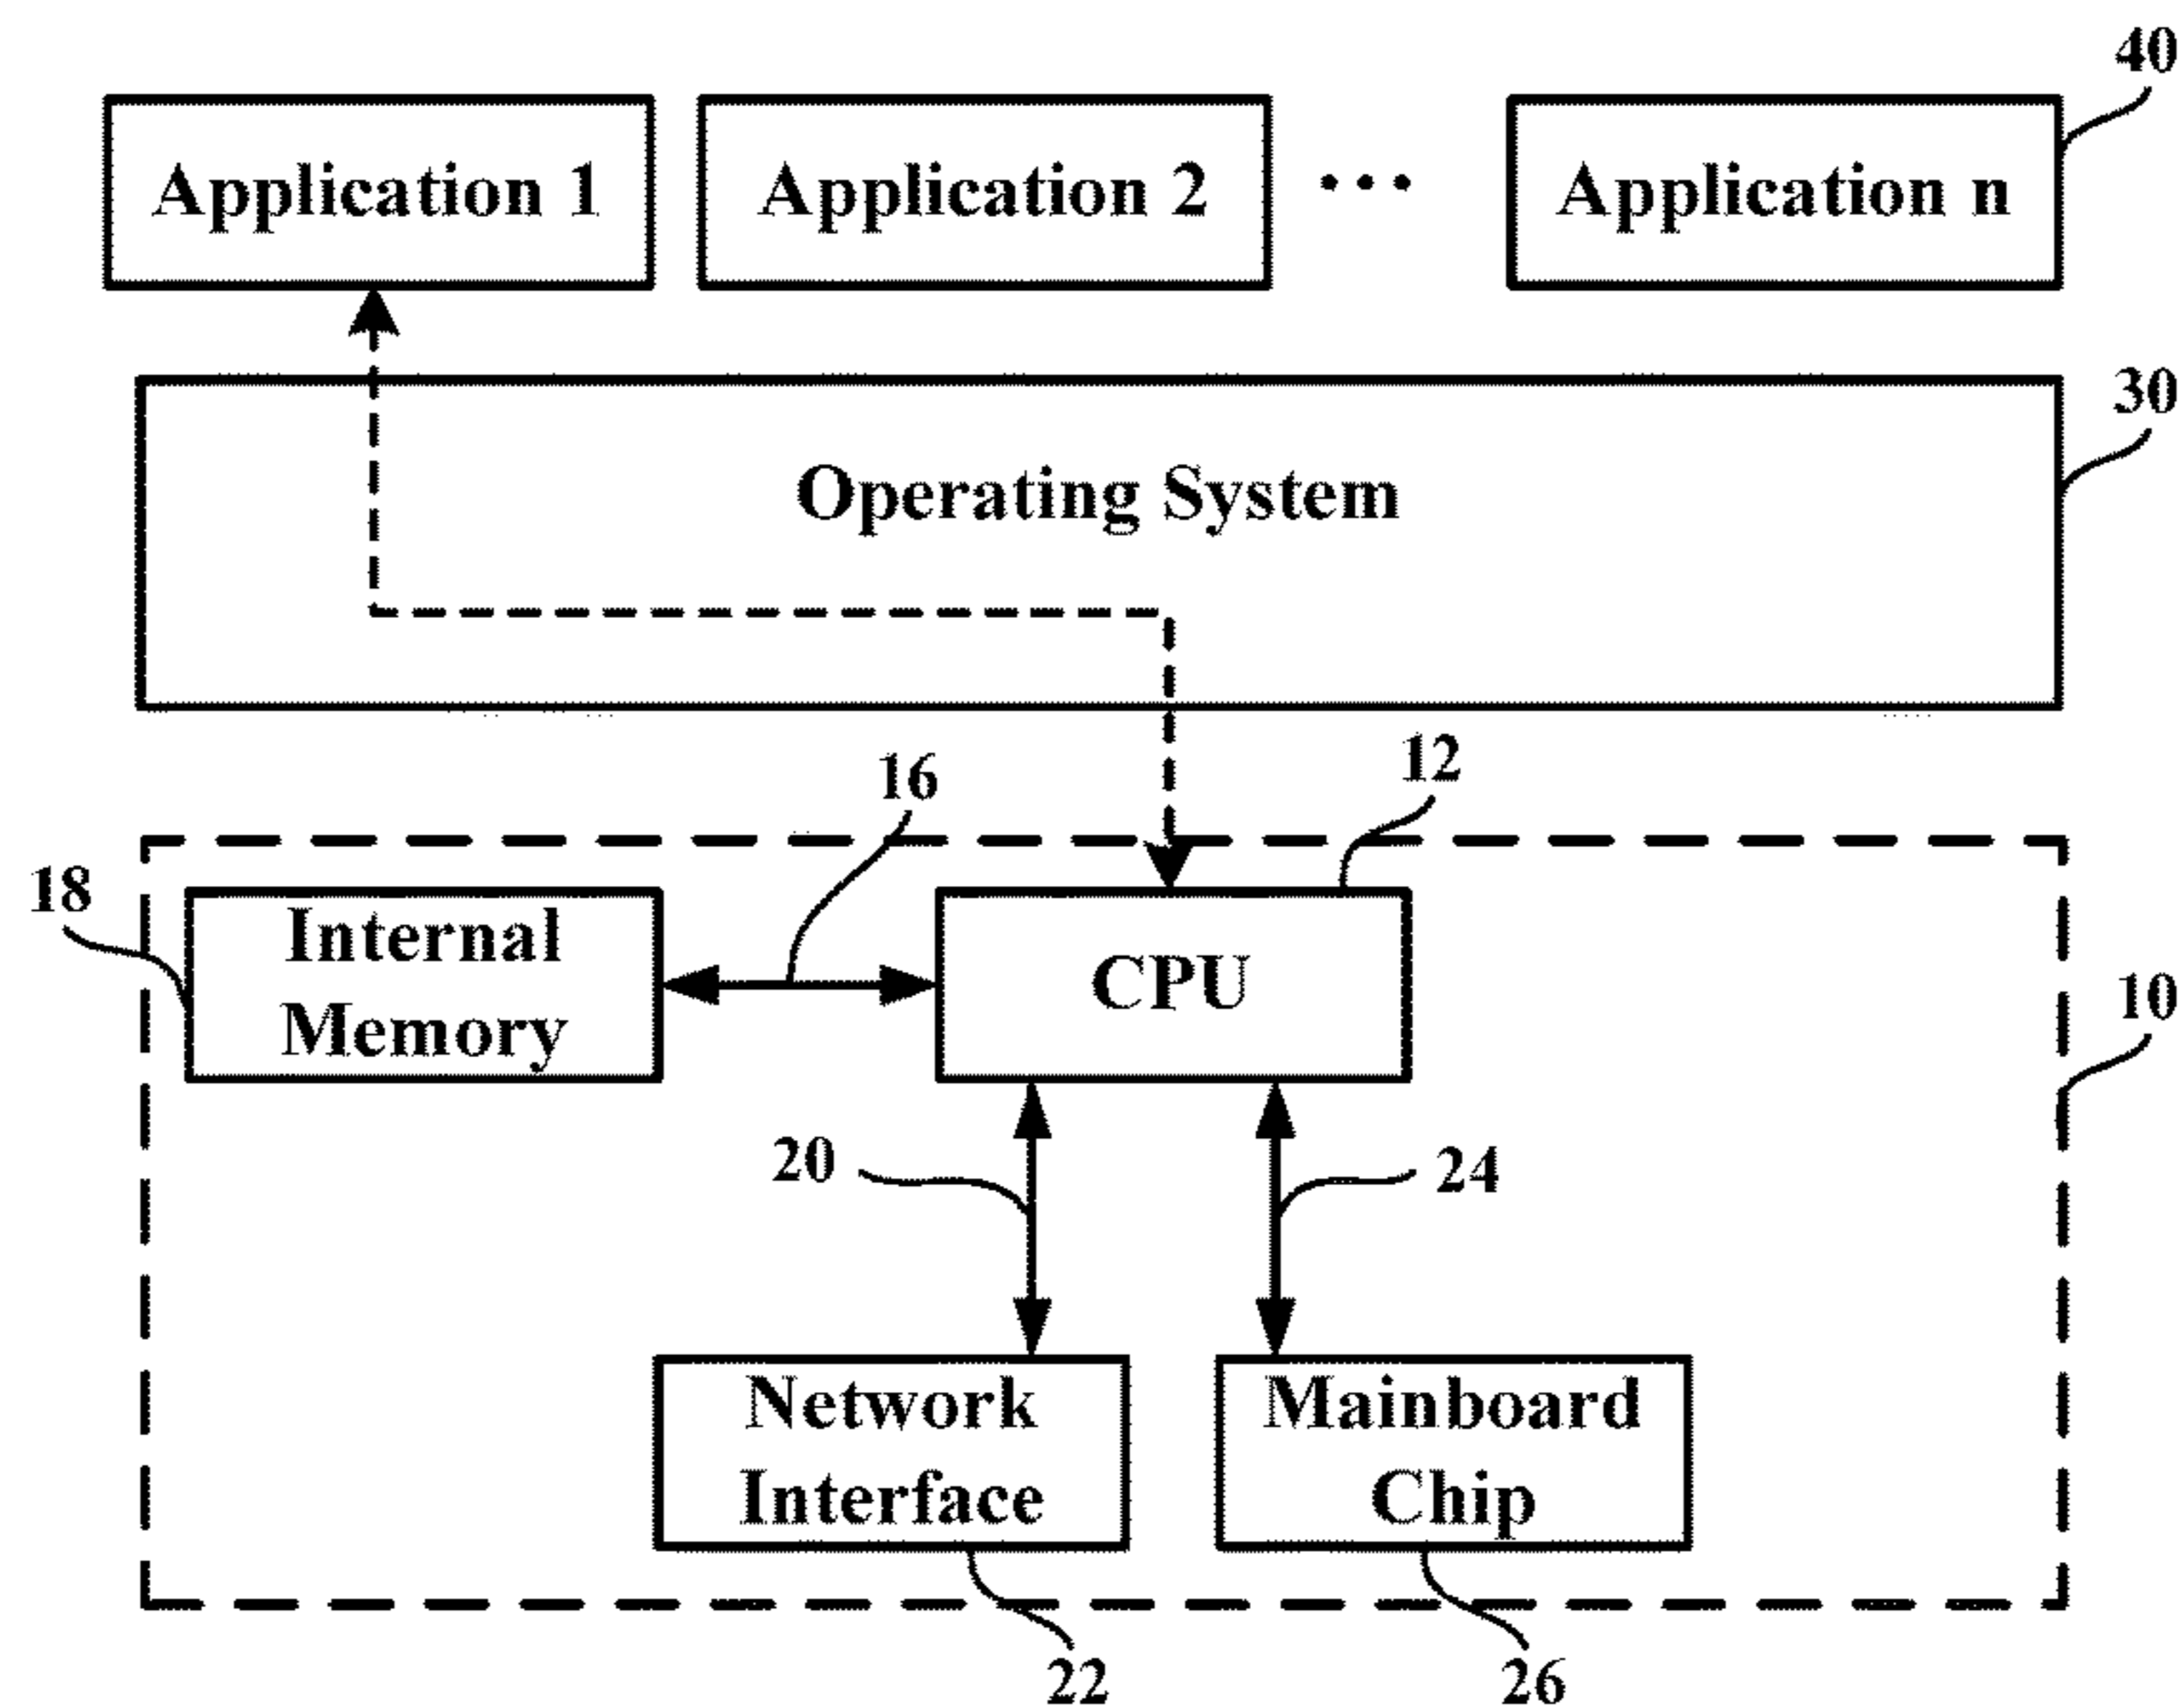 40
Application 1
Application 2
• • •
Application n
30
Operating System
16
12
18
Internal
Memory
CPU
10
20
24
Network
Interface
Mainboard
Chip
22
26